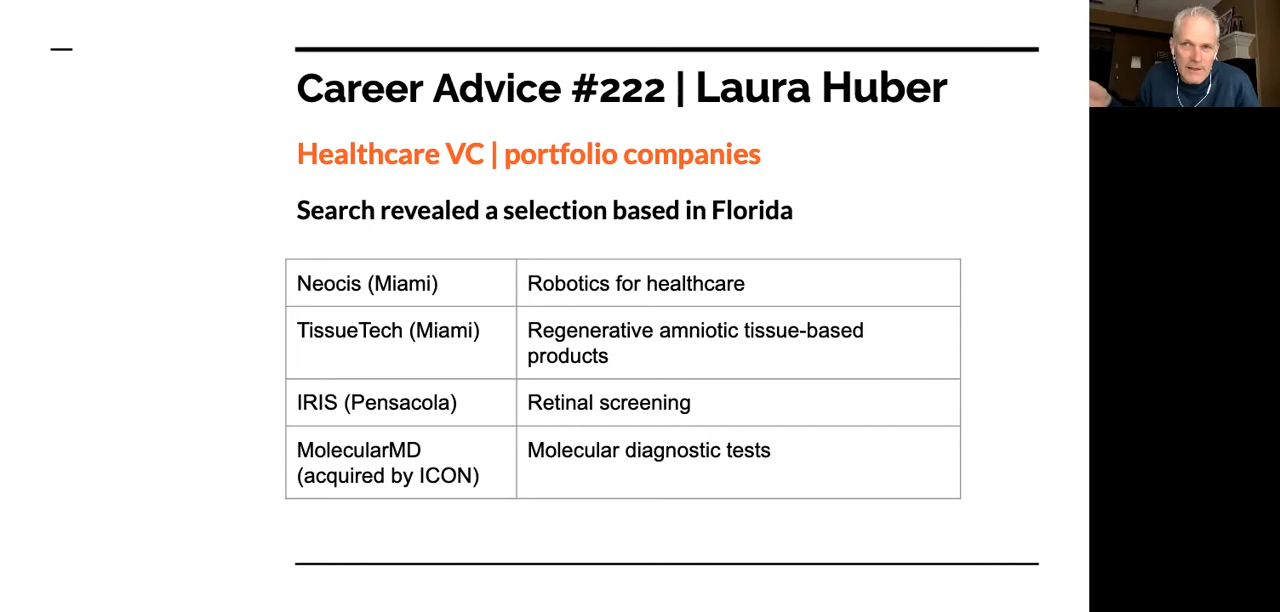 Career Advice #222 | Laura Huber
Healthcare VC | portfolio companies
Search revealed a selection based in Florida
Neocis (Miami)
Robotics for healthcare
TissueTech (Miami)
Regenerative amniotic tissue-based
products
IRIS (Pensacola)
Retinal screening
MolecularMD
(acquired by ICON)
Molecular diagnostic tests